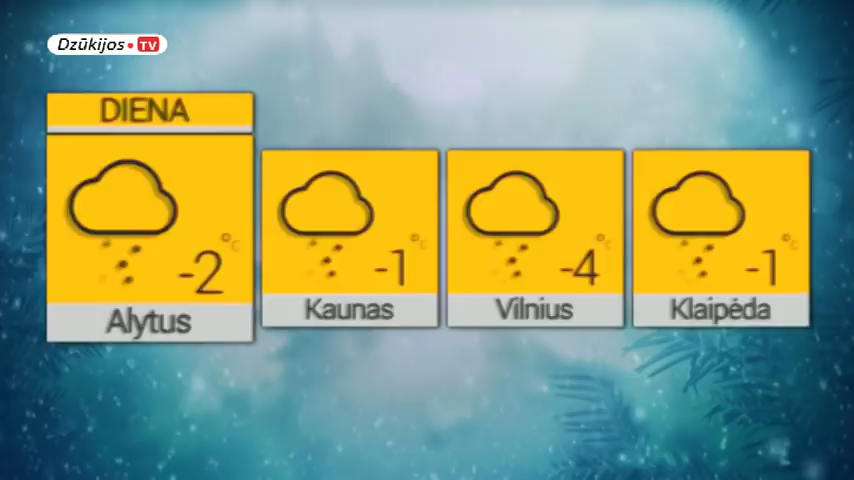 Dzūkijos TV
DIENA
-2 °C
Alytus
-1 °C
Kaunas
-4 °C
Vilnius
-1 °C
Klaipėda